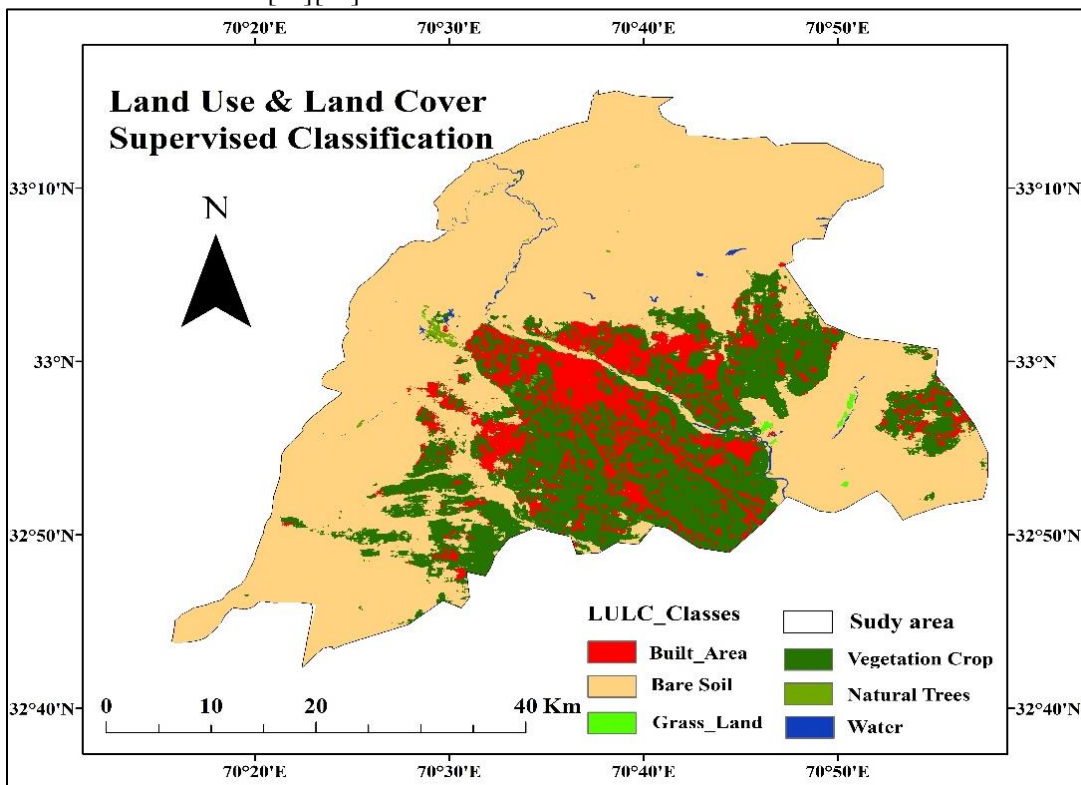 [ ][ ]
70°20'E 70°30'E 70°40'E 70°50'E
Land Use & Land Cover
Supervised Classification
N
33°10'N 33°10'N
33°N 33°N
32°50'N 32°50'N
32°40'N 32°40'N
LULC_Classes
Built_Area
Bare Soil
Grass_Land
Sudy area
Vegetation Crop
Natural Trees
Water
0 10 20 40 Km
70°20'E 70°30'E 70°40'E 70°50'E